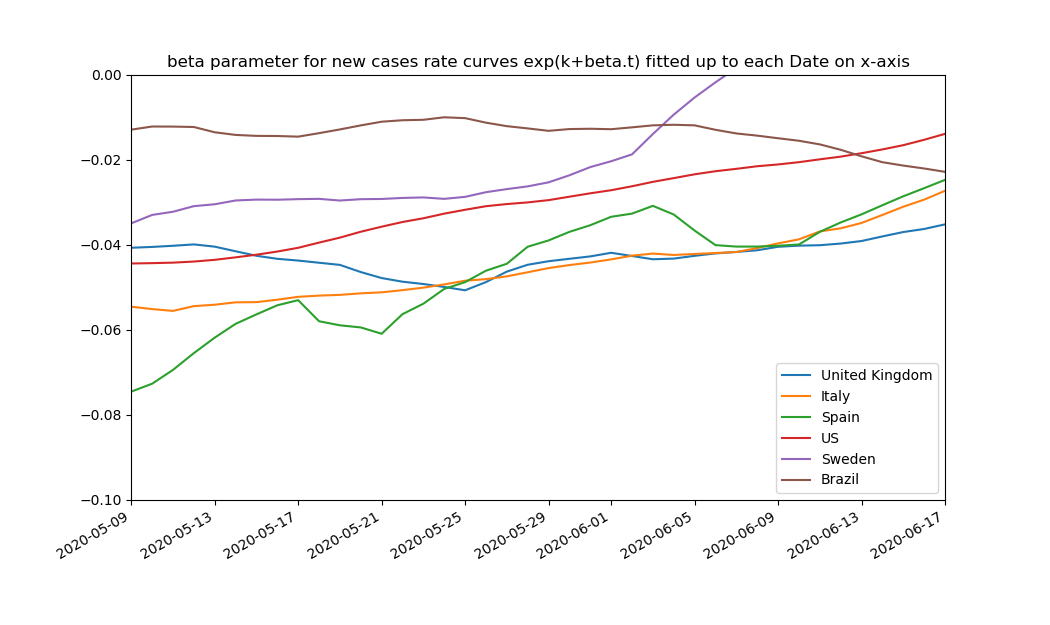 beta parameter for new cases rate curves exp(k+beta.t) fitted up to each Date on x-axis
0.00
−0.02
−0.04
−0.06
−0.08
−0.10
United Kingdom
Italy
Spain
US
Sweden
Brazil
2020-05-09
2020-05-13
2020-05-17
2020-05-21
2020-05-25
2020-05-29
2020-06-01
2020-06-05
2020-06-09
2020-06-13
2020-06-17